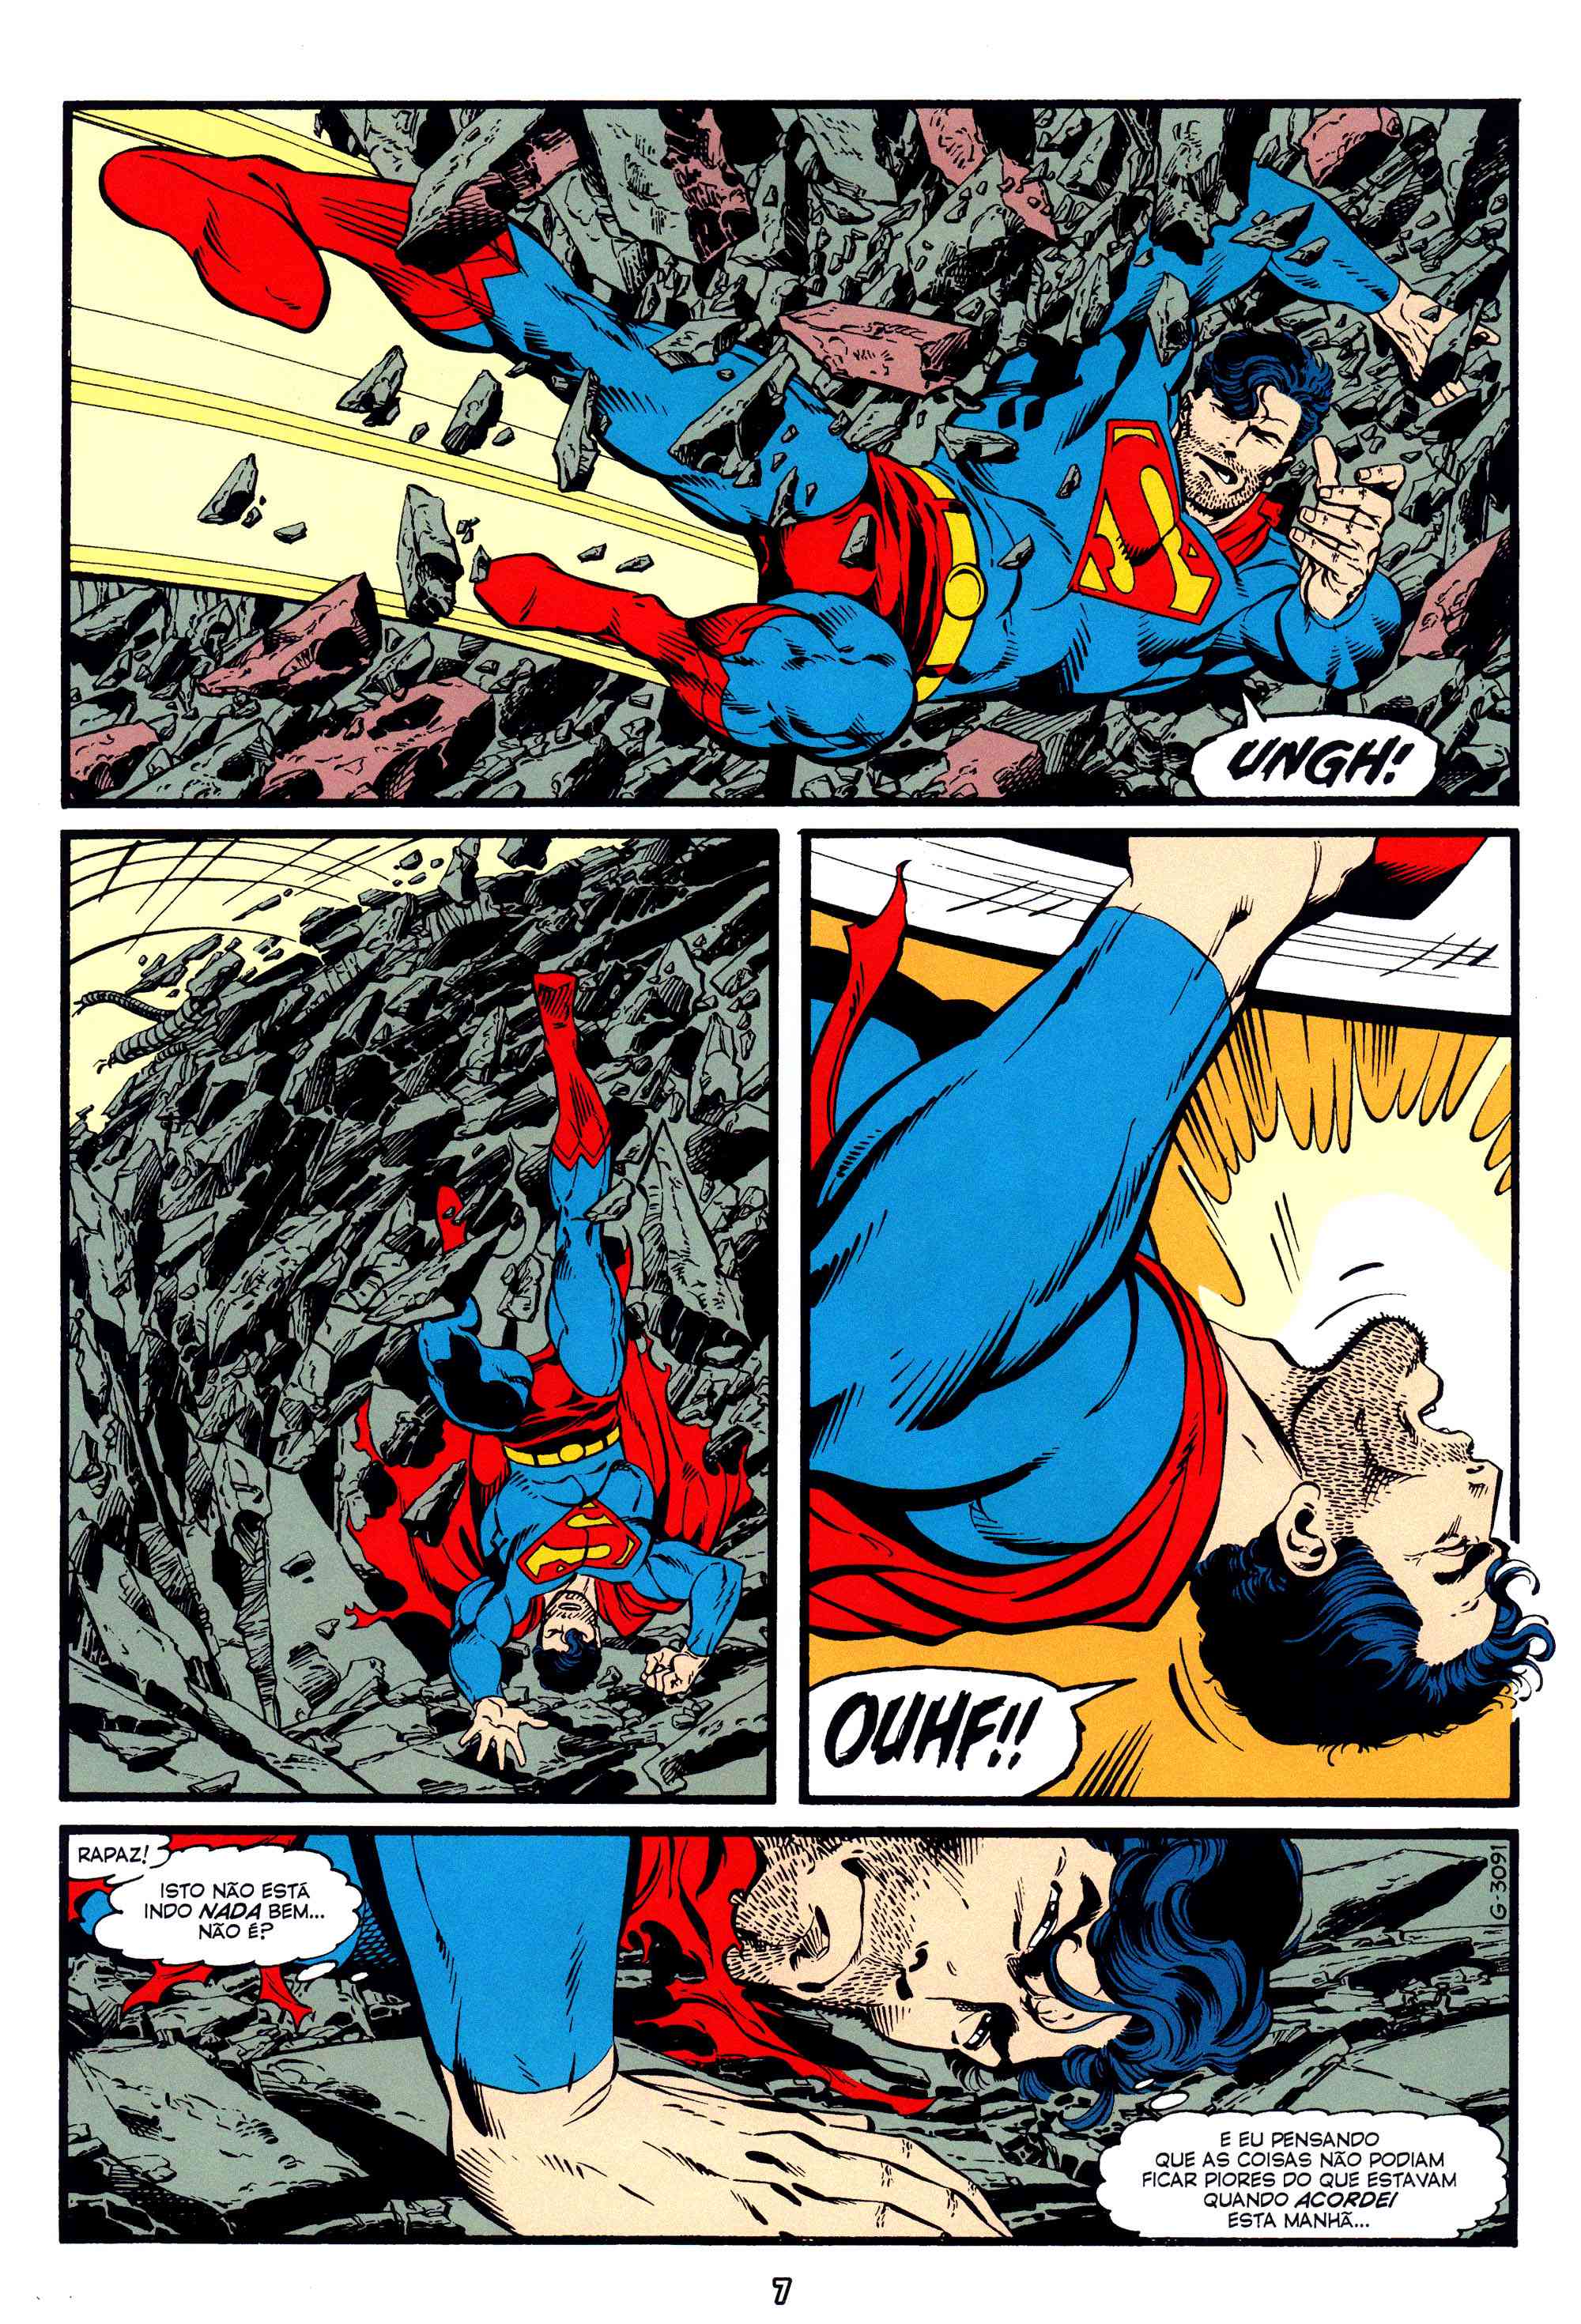 UNGH!
OUHF!!
RAPAZ!
ISTO NÃO ESTÁ
INDO NADA BEM...
NÃO É?
G-3091
E EU PENSANDO
QUE AS COISAS NÃO PODIAM
FICAR PIORES DO QUE ESTAVAM
QUANDO ACORDEI
ESTA MANHÃ...
7